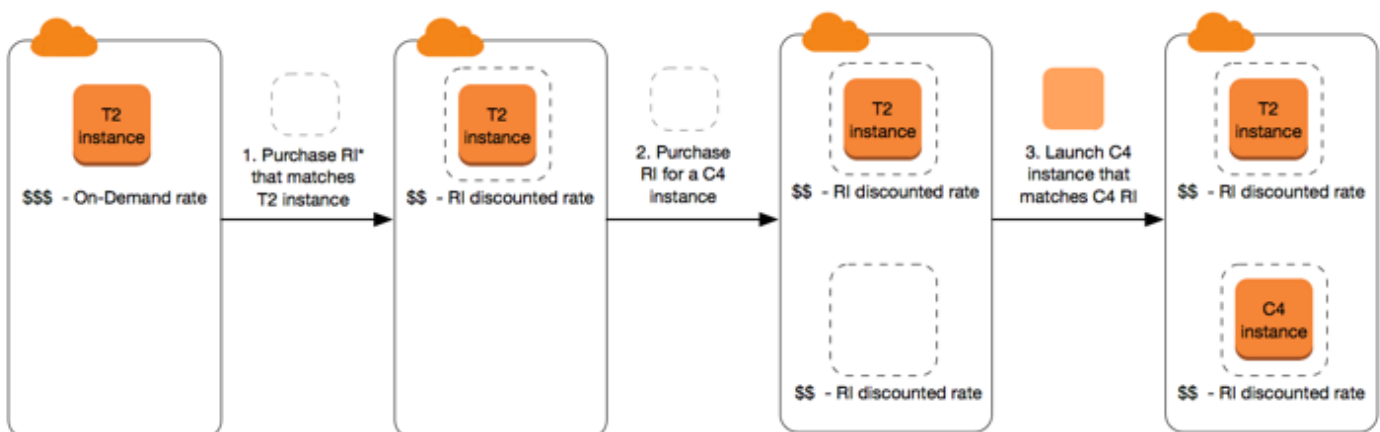 T2
instance
$$$ - On-Demand rate
1. Purchase RI*
that matches
T2 instance
T2
instance
$$ - RI discounted rate
2. Purchase
RI for a C4
instance
T2
instance
$$ - RI discounted rate
$$ - RI discounted rate
3. Launch C4
instance that
matches C4 RI
T2
instance
$$ - RI discounted rate
C4
instance
$$ - RI discounted rate